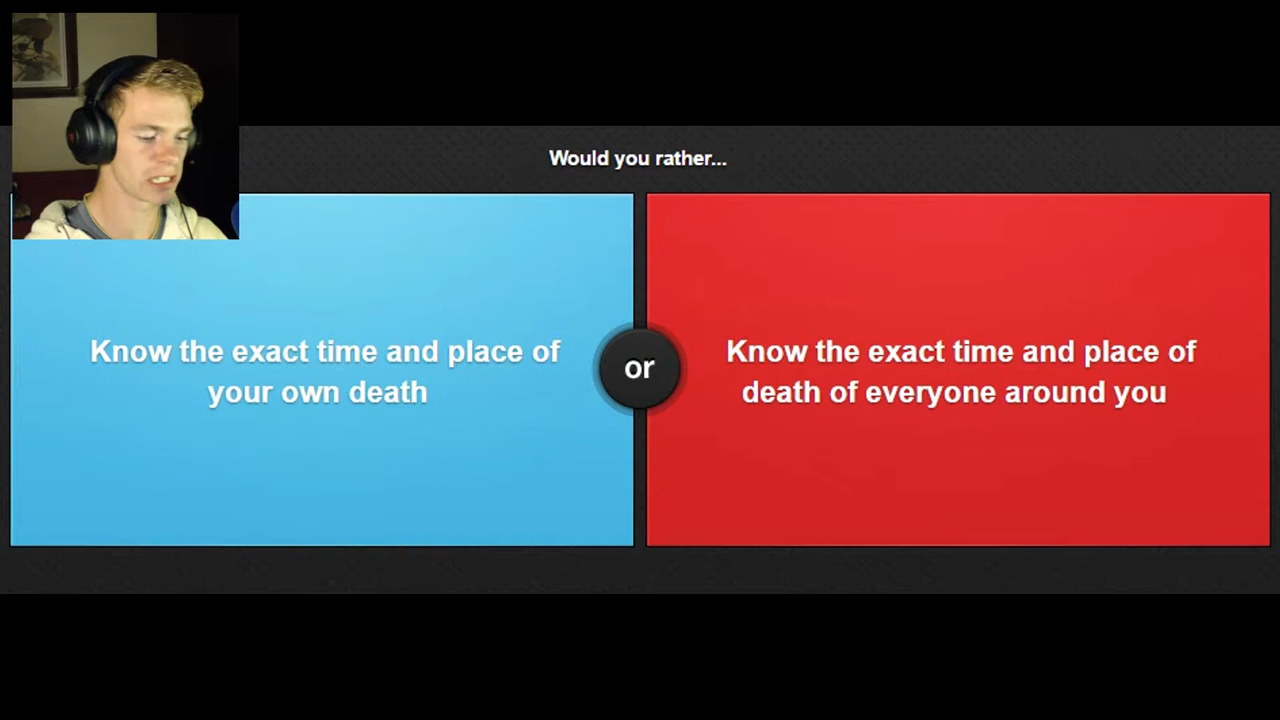 Would you rather...
Know the exact time and place of
your own death
or
Know the exact time and place of
death of everyone around you